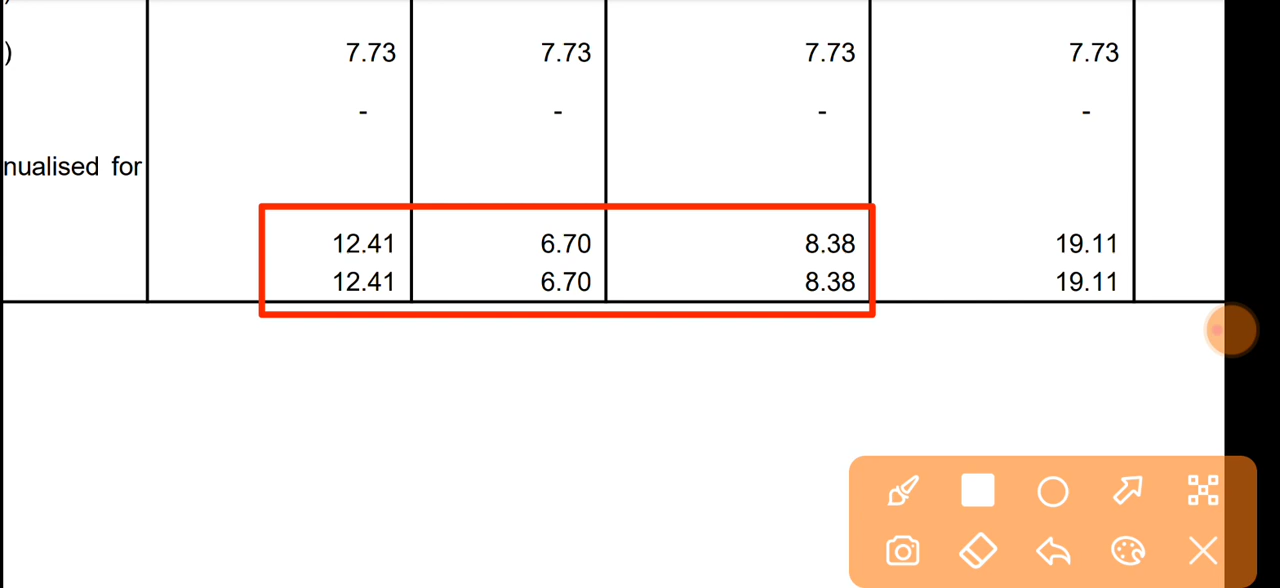 ) 7.73 7.73 7.73 7.73
- - - -
nualised for
12.41 6.70 8.38 19.11
12.41 6.70 8.38 19.11